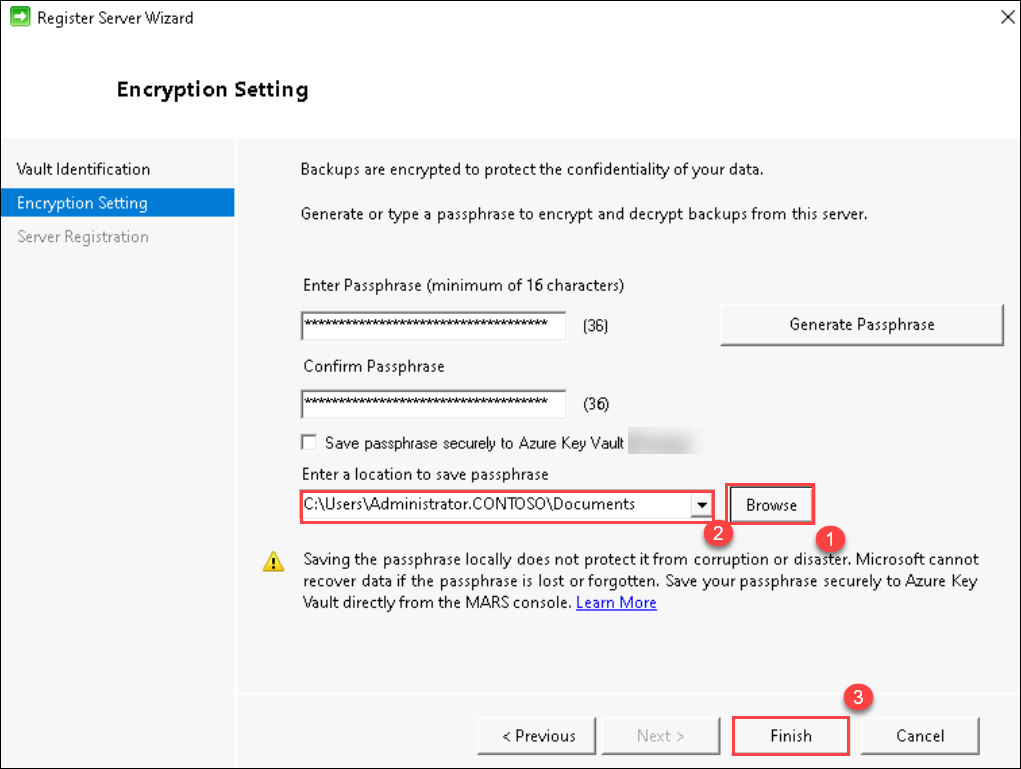 Register Server Wizard
Encryption Setting
Vault Identification
Encryption Setting
Server Registration
Backups are encrypted to protect the confidentiality of your data.
Generate or type a passphrase to encrypt and decrypt backups from this server.
Enter Passphrase (minimum of 16 characters)
************************************ (36)
Generate Passphrase
Confirm Passphrase
************************************ (36)
Save passphrase securely to Azure Key Vault
Enter a location to save passphrase
C:\Users\Administrator.CONTOSO\Documents
Browse
2
1
Saving the passphrase locally does not protect it from corruption or disaster. Microsoft cannot
recover data if the passphrase is lost or forgotten. Save your passphrase securely to Azure Key
Vault directly from the MARS console. Learn More
3
< Previous
Next >
Finish
Cancel